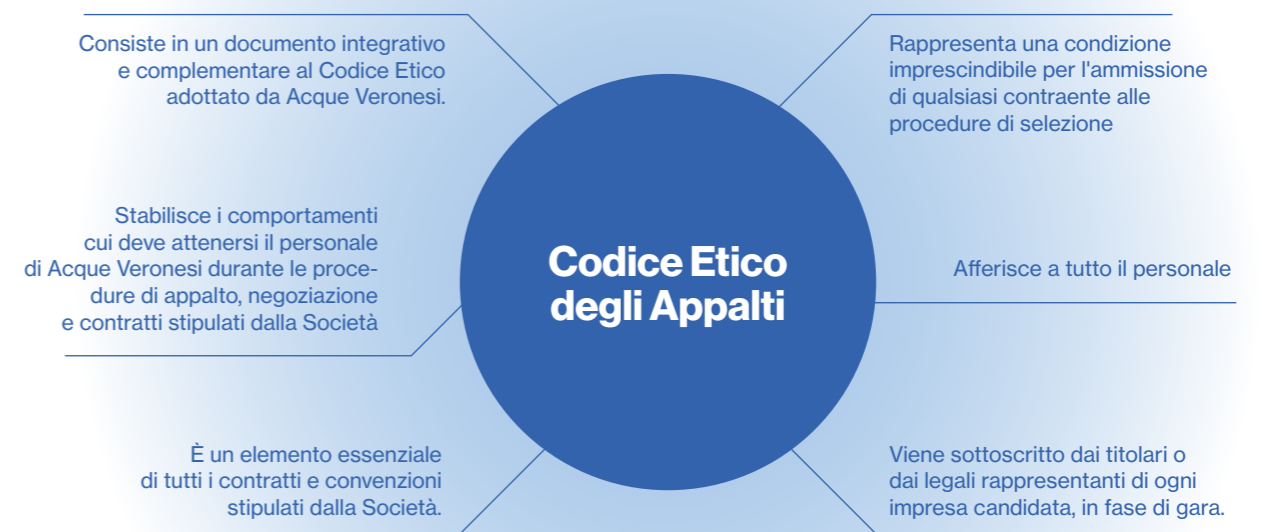 Consiste in un documento integrativo
e complementare al Codice Etico
adottato da Acque Veronesi.
Rappresenta una condizione
imprescindibile per l'ammissione
di qualsiasi contraente alle
procedure di selezione
Stabilisce i comportamenti
cui deve attenersi il personale
di Acque Veronesi durante le proce-
dure di appalto, negoziazione
e contratti stipulati dalla Società
Codice Etico
degli Appalti
Afferisce a tutto il personale
È un elemento essenziale
di tutti i contratti e convenzioni
stipulati dalla Società.
Viene sottoscritto dai titolari o
dai legali rappresentanti di ogni
impresa candidata, in fase di gara.